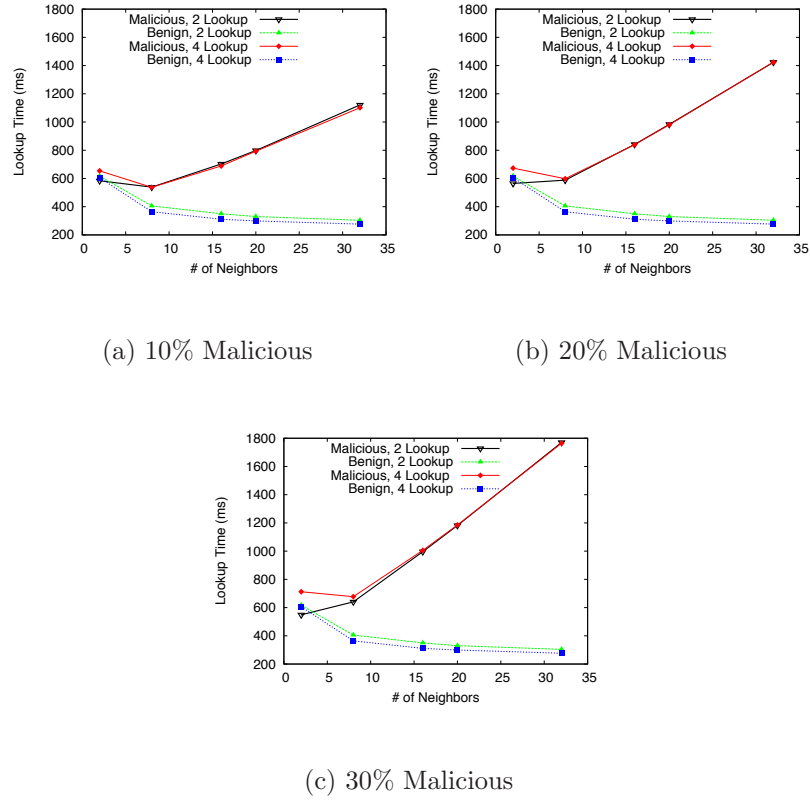 1800
1600
1400
1200
1000
800
600
400
200
Lookup Time (ms)
Malicious, 2 Lookup
Benign, 2 Lookup
Malicious, 4 Lookup
Benign, 4 Lookup
0 5 10 15 20 25 30 35
# of Neighbors
(a) 10% Malicious
1800
1600
1400
1200
1000
800
600
400
200
Lookup Time (ms)
Malicious, 2 Lookup
Benign, 2 Lookup
Malicious, 4 Lookup
Benign, 4 Lookup
0 5 10 15 20 25 30 35
# of Neighbors
(b) 20% Malicious
1800
1600
1400
1200
1000
800
600
400
200
Lookup Time (ms)
Malicious, 2 Lookup
Benign, 2 Lookup
Malicious, 4 Lookup
Benign, 4 Lookup
0 5 10 15 20 25 30 35
# of Neighbors
(c) 30% Malicious